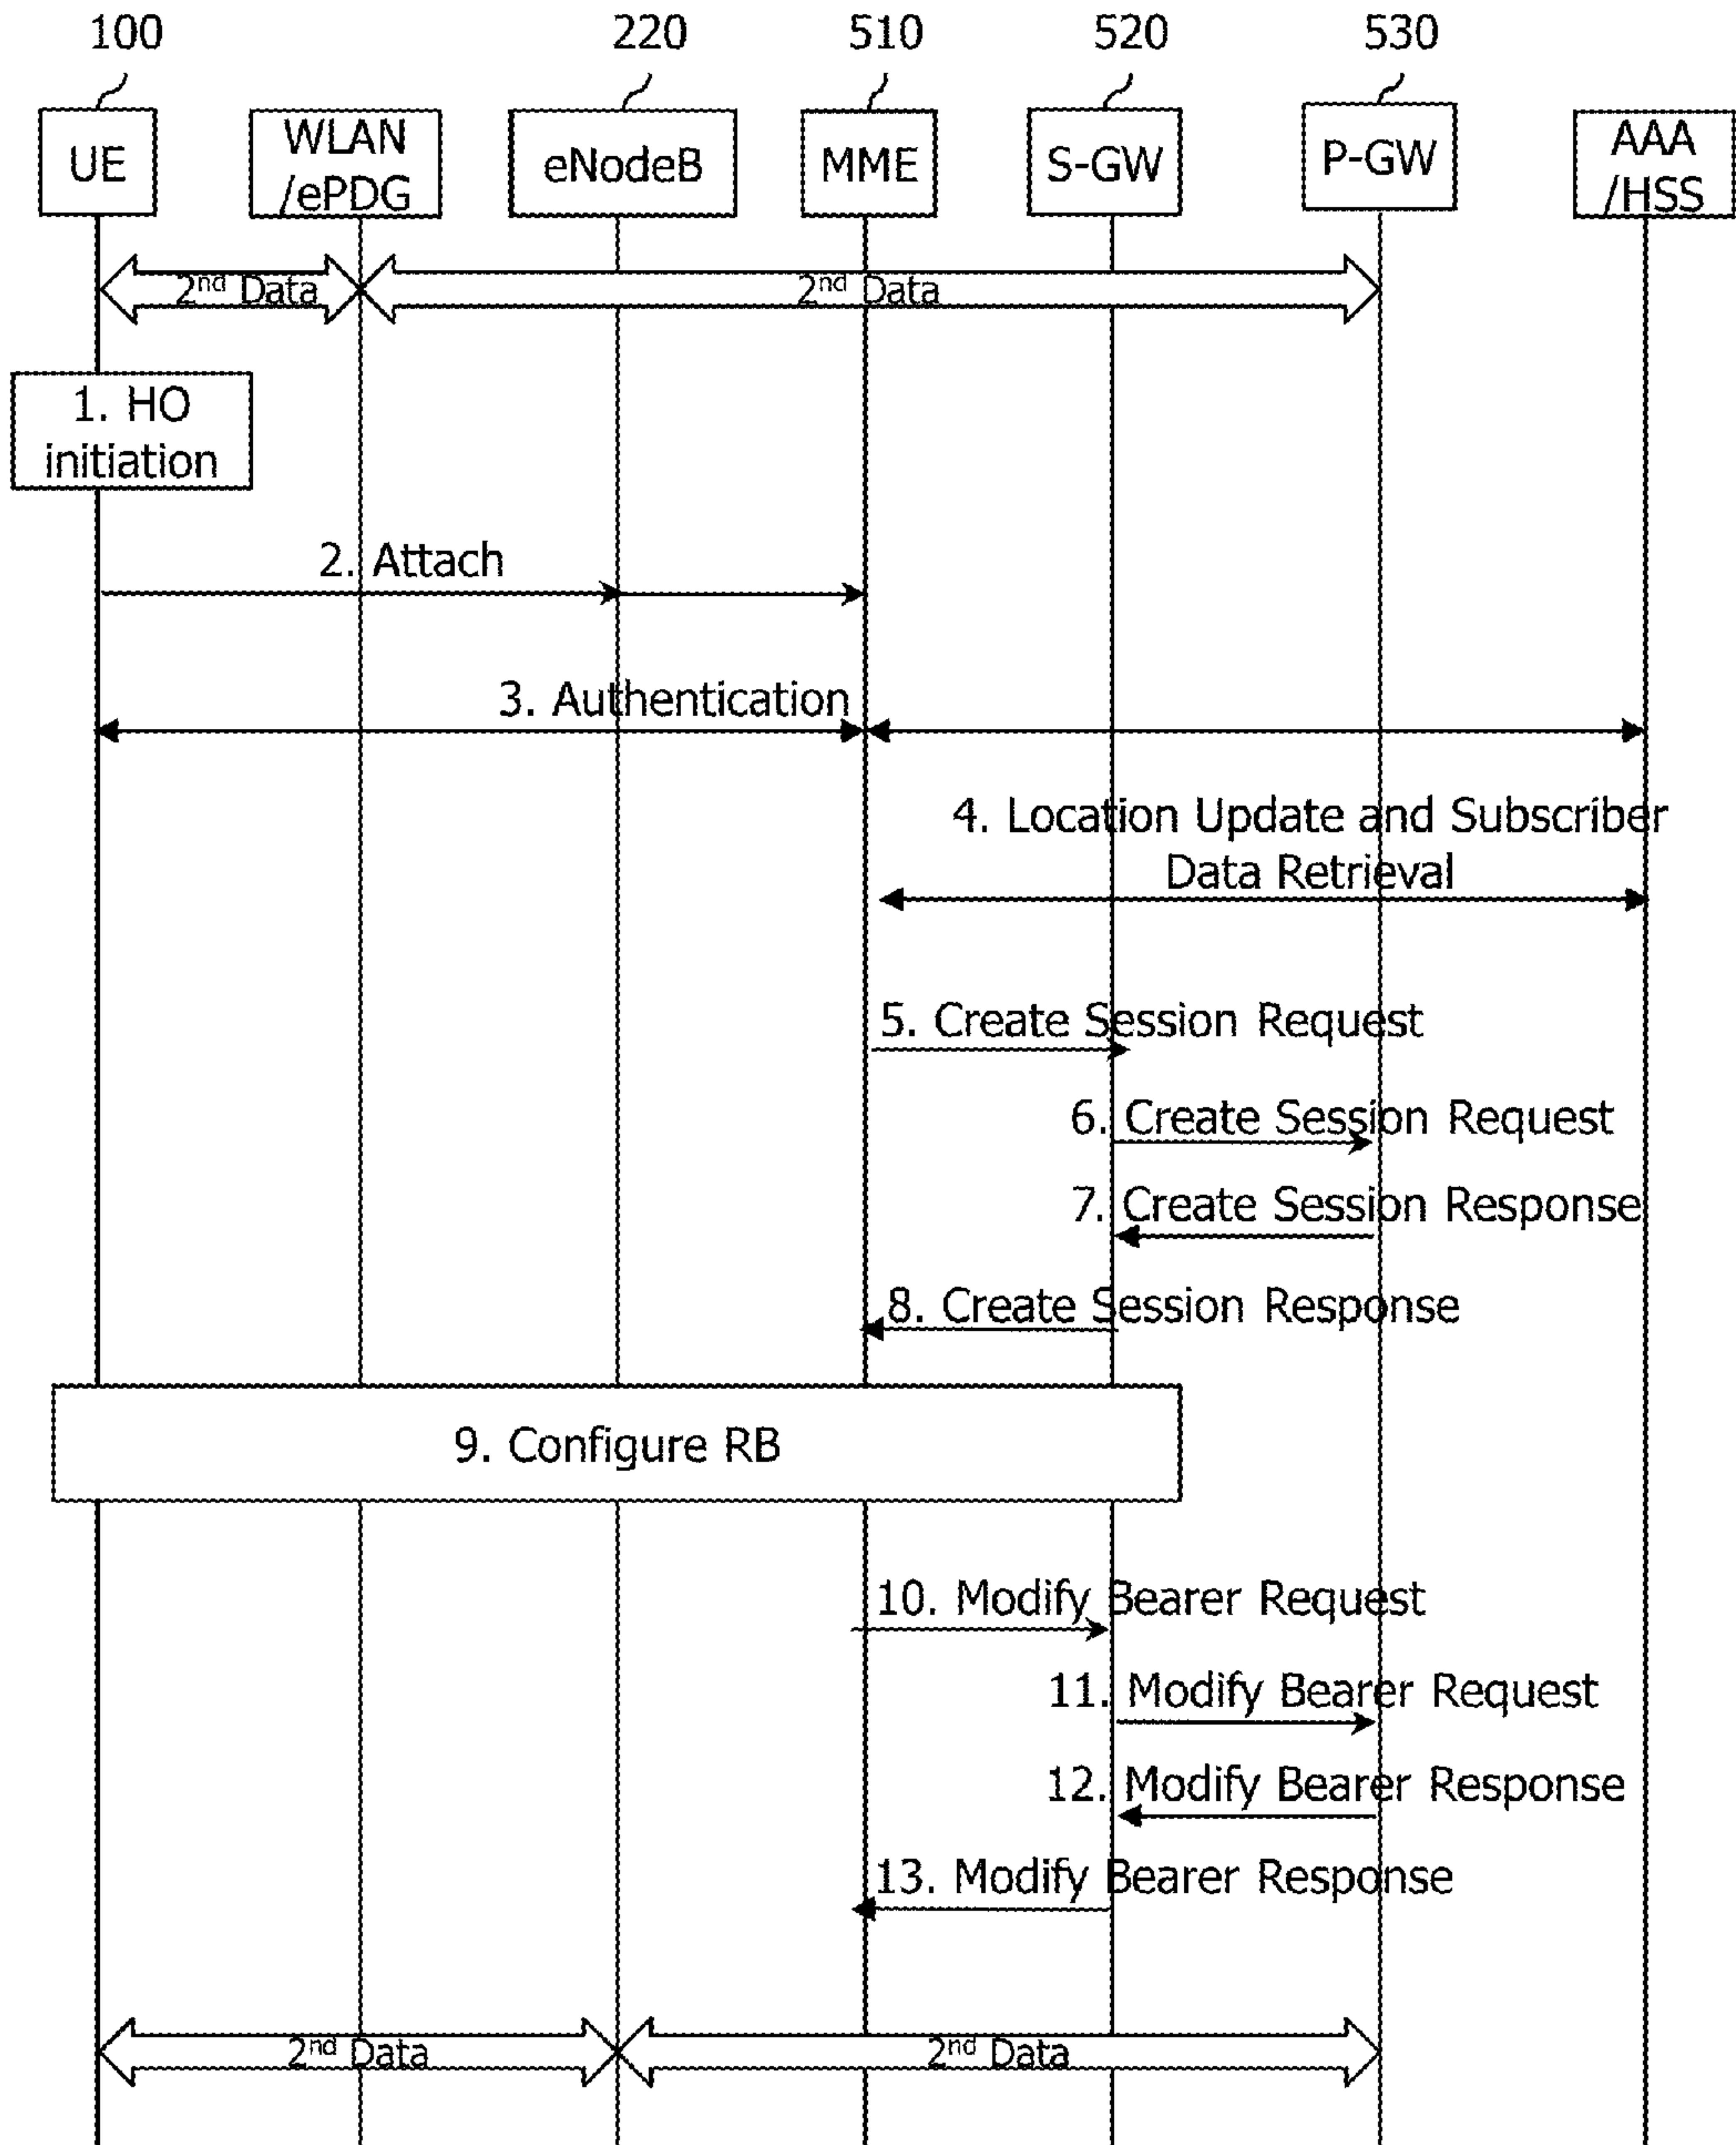 100 220 510 520 530
UE
WLAN
/ePDG
eNodeB
MME
S-GW
P-GW
AAA
/HSS
2nd Data
2nd Data
1. HO
initiation
2. Attach
3. Authentication
4. Location Update and Subscriber
Data Retrieval
5. Create Session Request
6. Create Session Request
7. Create Session Response
8. Create Session Response
9. Configure RB
10. Modify Bearer Request
11. Modify Bearer Request
12. Modify Bearer Response
13. Modify Bearer Response
2nd Data
2nd Data